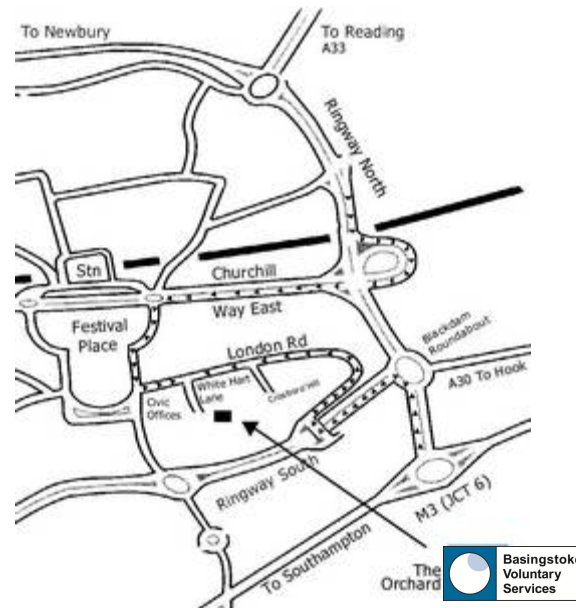 To Newbury
To Reading
A33
Ringway North
Stn
Churchill
Way East
Festival
Place
London Rd
Blackdam
Roundabout
A30 To Hook
White Hart
Lane
Civic
Offices
Ringway South
M3 (JCT 6)
To Southampton
The
Orchard
Basingstoke
Voluntary
Services